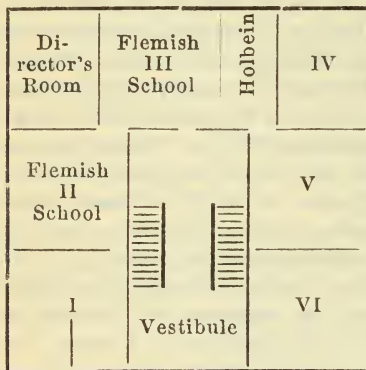 Di-
rector's
Room
Flemish
III
School
Holbein
IV
Flemish
II
School
V
I
VI
Vestibule